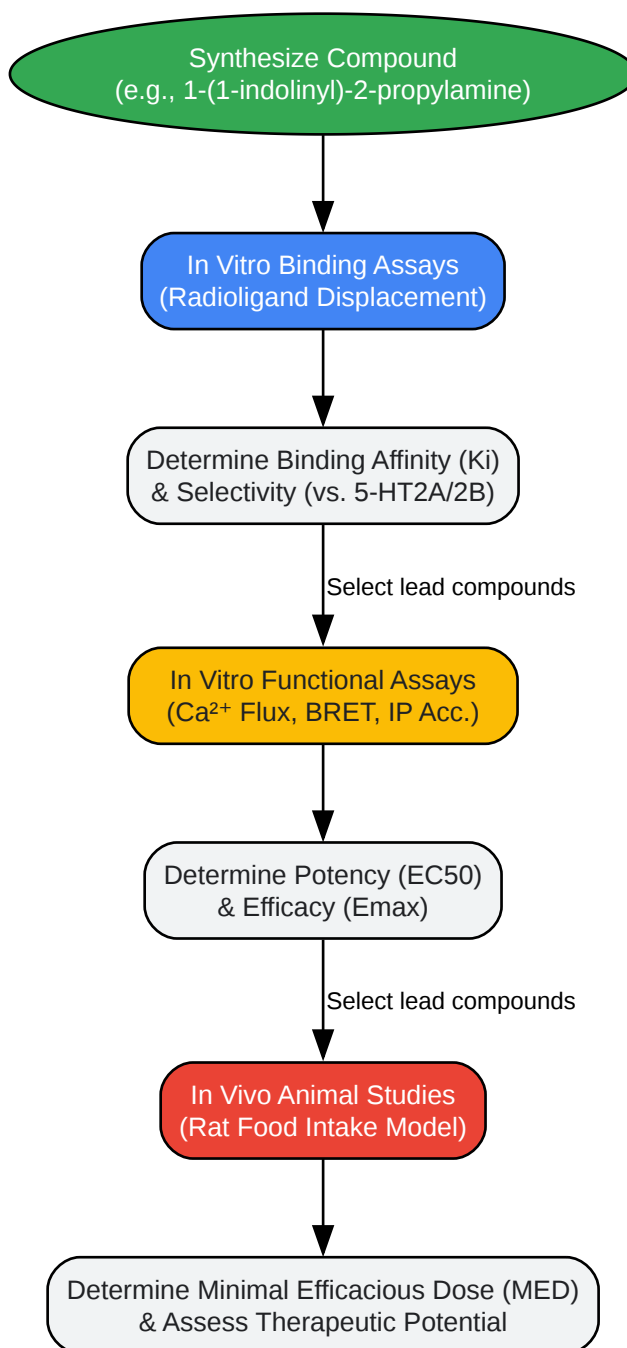 Synthesize Compound
(e.g., 1-(1-indolinyl)-2-propylamine)
In Vitro Binding Assays
(Radioligand Displacement)
Determine Binding Affinity (Ki)
& Selectivity (vs. 5-HT2A/2B)
Select lead compounds
In Vitro Functional Assays
(Ca²⁺ Flux, BRET, IP Acc.)
Determine Potency (EC50)
& Efficacy (Emax)
Select lead compounds
In Vivo Animal Studies
(Rat Food Intake Model)
Determine Minimal Efficacious Dose (MED)
& Assess Therapeutic Potential